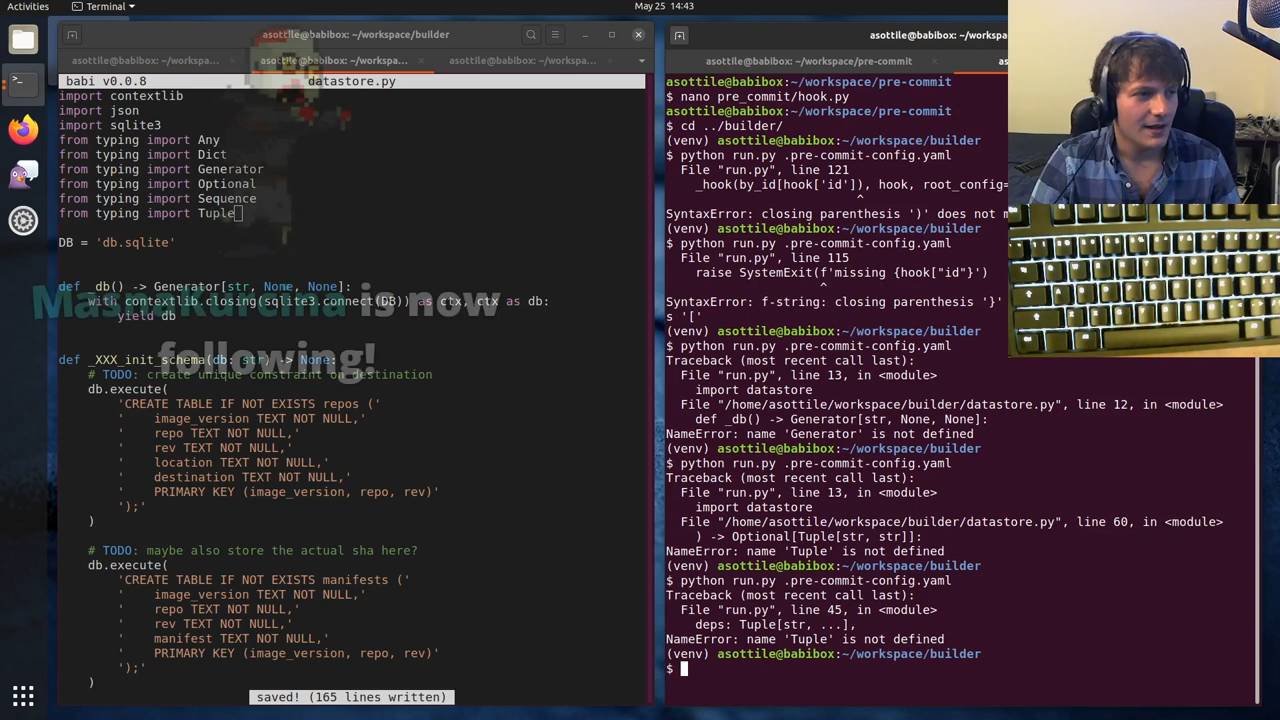 Activities
Terminal
May 25 14:43
asottile@babibox: ~/workspace/builder
asottile@babibox: ~/workspa...
asottile@babibox: ~/workspa...
asottile@babibox: ~/workspa...
babi v0.0.8 datastore.py
import contextlib
import json
import sqlite3
from typing import Any
from typing import Dict
from typing import Generator
from typing import Optional
from typing import Sequence
from typing import Tuple
DB = 'db.sqlite'
def _db() -> Generator[str, None, None]:
with contextlib.closing(sqlite3.connect(DB)) as ctx, ctx as db:
yield db
MasnaKurcina is now
following!
def _XXX_init_schema(db: str) -> None:
# TODO: create unique constraint on destination
db.execute(
'CREATE TABLE IF NOT EXISTS repos ('
'    image_version TEXT NOT NULL,'
'    repo TEXT NOT NULL,'
'    rev TEXT NOT NULL,'
'    location TEXT NOT NULL,'
'    destination TEXT NOT NULL,'
'    PRIMARY KEY (image_version, repo, rev)'
');'
)
# TODO: maybe also store the actual sha here?
db.execute(
'CREATE TABLE IF NOT EXISTS manifests ('
'    image_version TEXT NOT NULL,'
'    repo TEXT NOT NULL,'
'    rev TEXT NOT NULL,'
'    manifest TEXT NOT NULL,'
'    PRIMARY KEY (image_version, repo, rev)'
');'
)
saved! (165 lines written)
asottile@babibox:
asottile@babibox: ~/workspace/pre-commit
asottile@babibox:~/workspace/pre-commit
$ nano pre_commit/hook.py
asottile@babibox:~/workspace/pre-commit
$ cd ../builder/
(venv) asottile@babibox:~/workspace/builder
$ python run.py .pre-commit-config.yaml
File "run.py", line 121
_hook(by_id[hook['id']), hook, root_config=
^
SyntaxError: closing parenthesis ')' does not
(venv) asottile@babibox:~/workspace/builder
$ python run.py .pre-commit-config.yaml
File "run.py", line 115
raise SystemExit(f'missing {hook["id"}')
^
SyntaxError: f-string: closing parenthesis '}'
s '['
(venv) asottile@babibox:~/workspace/builder
$ python run.py .pre-commit-config.yaml
Traceback (most recent call last):
File "run.py", line 13, in <module>
import datastore
File "/home/asottile/workspace/builder/datastore.py", line 12, in <module>
def _db() -> Generator[str, None, None]:
NameError: name 'Generator' is not defined
(venv) asottile@babibox:~/workspace/builder
$ python run.py .pre-commit-config.yaml
Traceback (most recent call last):
File "run.py", line 13, in <module>
import datastore
File "/home/asottile/workspace/builder/datastore.py", line 60, in <module>
) -> Optional[Tuple[str, str]]:
NameError: name 'Tuple' is not defined
(venv) asottile@babibox:~/workspace/builder
$ python run.py .pre-commit-config.yaml
Traceback (most recent call last):
File "run.py", line 45, in <module>
deps: Tuple[str, ...],
NameError: name 'Tuple' is not defined
(venv) asottile@babibox:~/workspace/builder
$